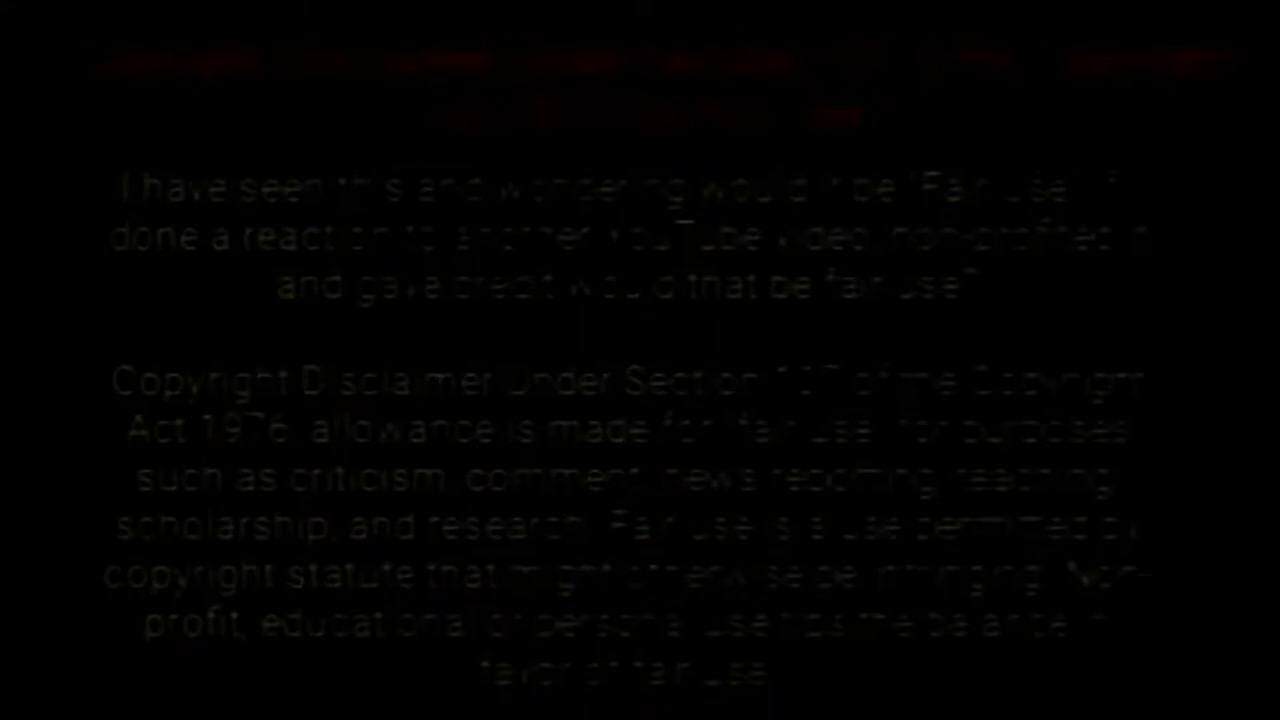 I have seen this and wondering would it be "Fair Use" if
done a reaction to another YouTube video, non-profited it
and gave credit would that be fair use"
Copyright Disclaimer Under Section 107 of the Copyright
Act 1976, allowance is made for "fair use" for purposes
such as criticism, comment, news reporting, teaching,
scholarship, and research. Fair use is a use permitted by
copyright statute that might otherwise be infringing. Non-
profit, educational or personal use tips the balance in
favor of fair use